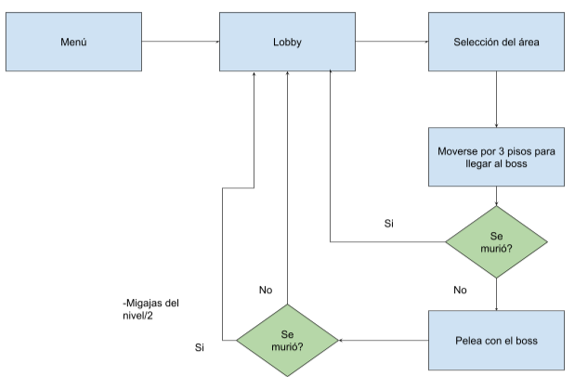 Menú
Lobby
Selección del área
Moverse por 3 pisos para
llegar al boss
Si
Se
murió?
No
No
-Migajas del
nivel/2
Si
Se
murió?
Pelea con el boss